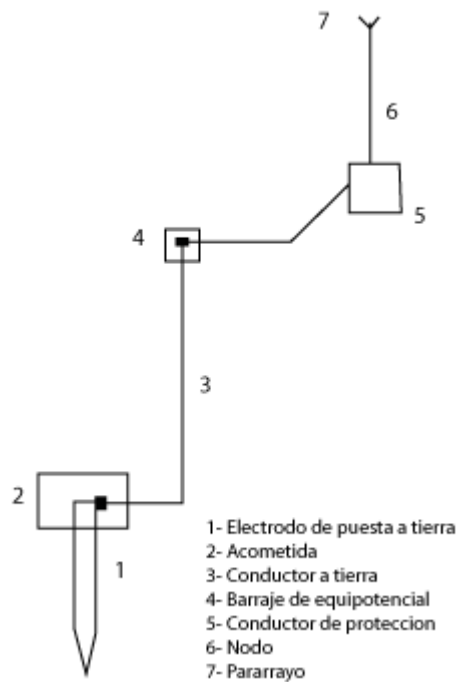 7
6
5
4
3
2
1
1- Electrodo de puesta a tierra
2- Acometida
3- Conductor a tierra
4- Barraje de equipotencial
5- Conductor de proteccion
6- Nodo
7- Pararrayo